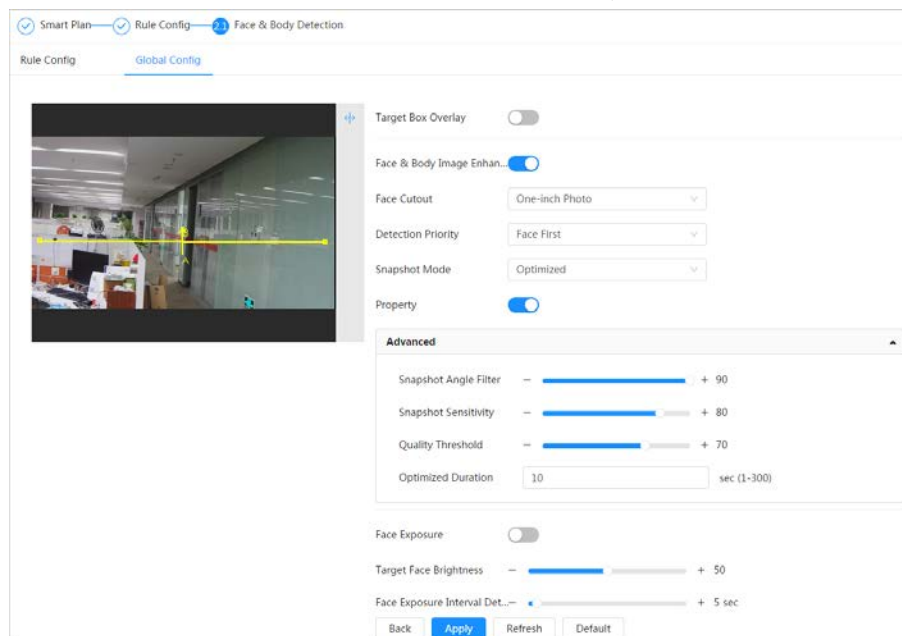 Smart Plan Rule Config 2.1 Face & Body Detection
Rule Config Global Config
Target Box Overlay
Face & Body Image Enhan...
Face Cutout One-inch Photo
Detection Priority Face First
Snapshot Mode Optimized
Property
Advanced
Snapshot Angle Filter − + 90
Snapshot Sensitivity − + 80
Quality Threshold − + 70
Optimized Duration 10 sec (1-300)
Face Exposure
Target Face Brightness − + 50
Face Exposure Interval Det... − + 5 sec
Back Apply Refresh Default